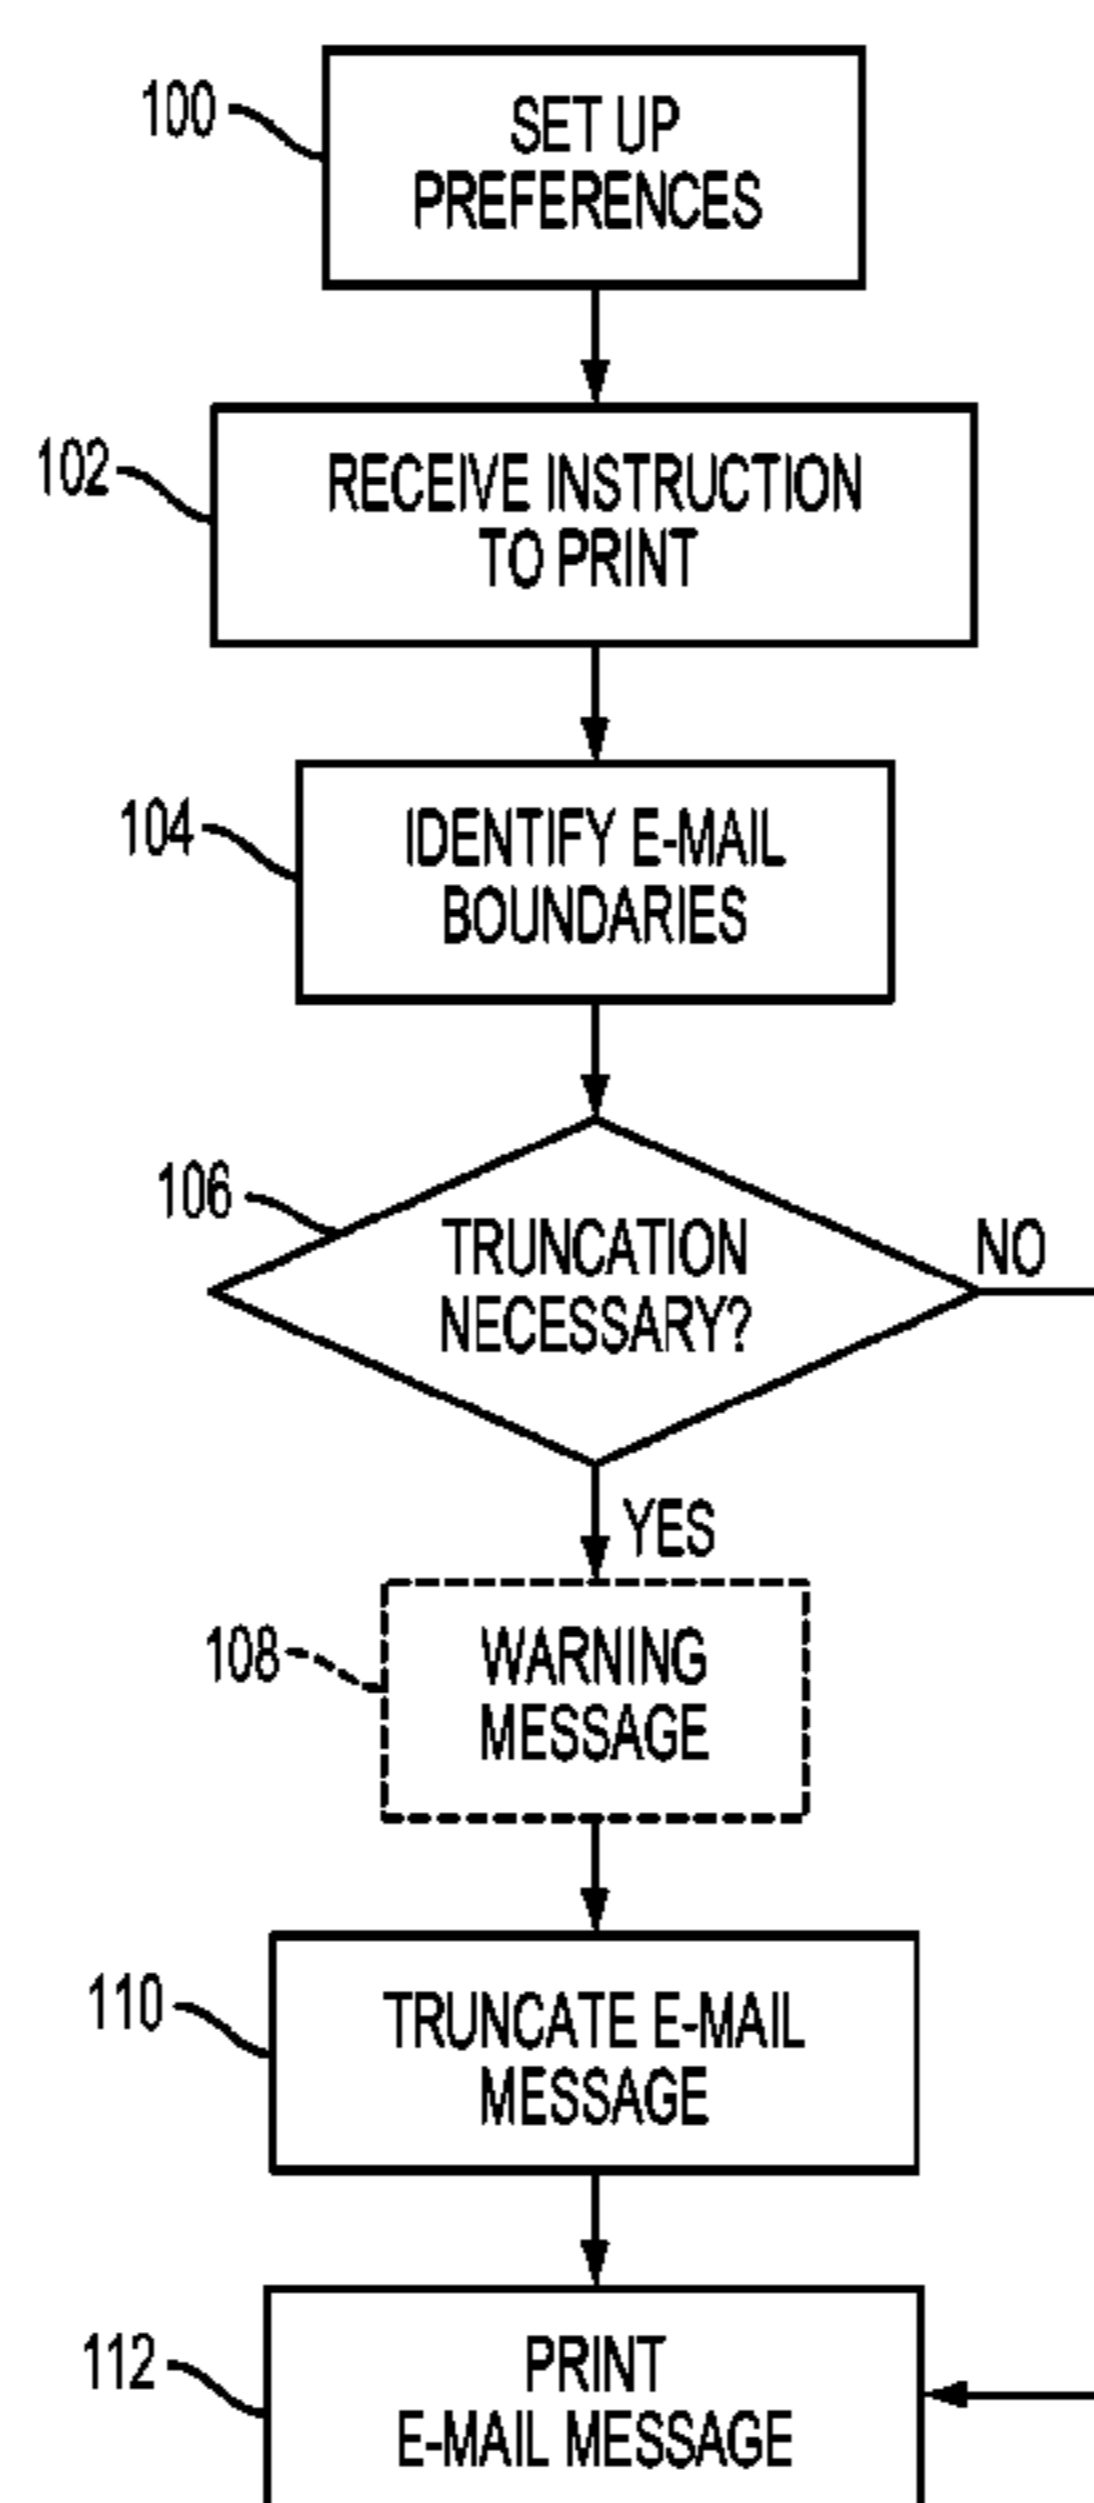 100
SET UP
PREFERENCES
102
RECEIVE INSTRUCTION
TO PRINT
104
IDENTIFY E-MAIL
BOUNDARIES
106
TRUNCATION
NECESSARY?
NO
YES
108
WARNING
MESSAGE
110
TRUNCATE E-MAIL
MESSAGE
112
PRINT
E-MAIL MESSAGE